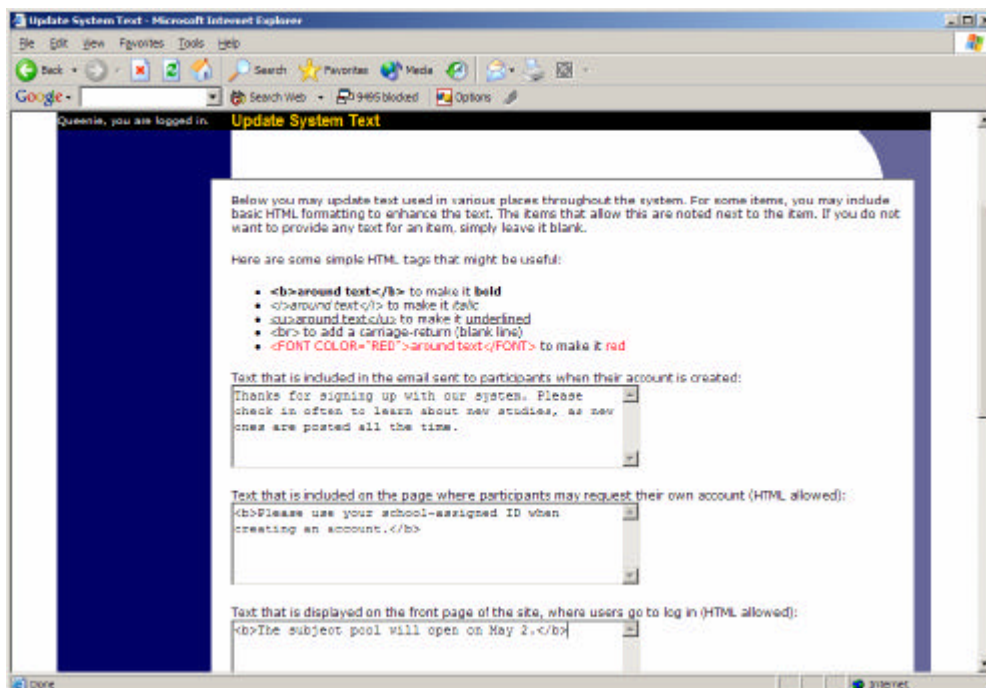 Update System Text - Microsoft Internet Explorer
File Edit View Favorites Tools Help
Back Search Favorites Media
Google Search Web 9495 blocked Options
Queenie, you are logged in. Update System Text
Below you may update text used in various places throughout the system. For some items, you may include
basic HTML formatting to enhance the text. The items that allow this are noted next to the item. If you do not
want to provide any text for an item, simply leave it blank.
Here are some simple HTML tags that might be useful:
<b>around text</b> to make it bold
<i>around text</i> to make it italic
<u>around text</u> to make it underlined
<br> to add a carriage-return (blank line)
<FONT COLOR="RED">around text</FONT> to make it red
Text that is included in the email sent to participants when their account is created:
Thanks for signing up with our system. Please
check in often to learn about new studies, as new
ones are posted all the time.
Text that is included on the page where participants may request their own account (HTML allowed):
<b>Please use your school-assigned ID when
creating an account.</b>
Text that is displayed on the front page of the site, where users go to log in (HTML allowed):
<b>The subject pool will open on May 2.</b>
Done Internet